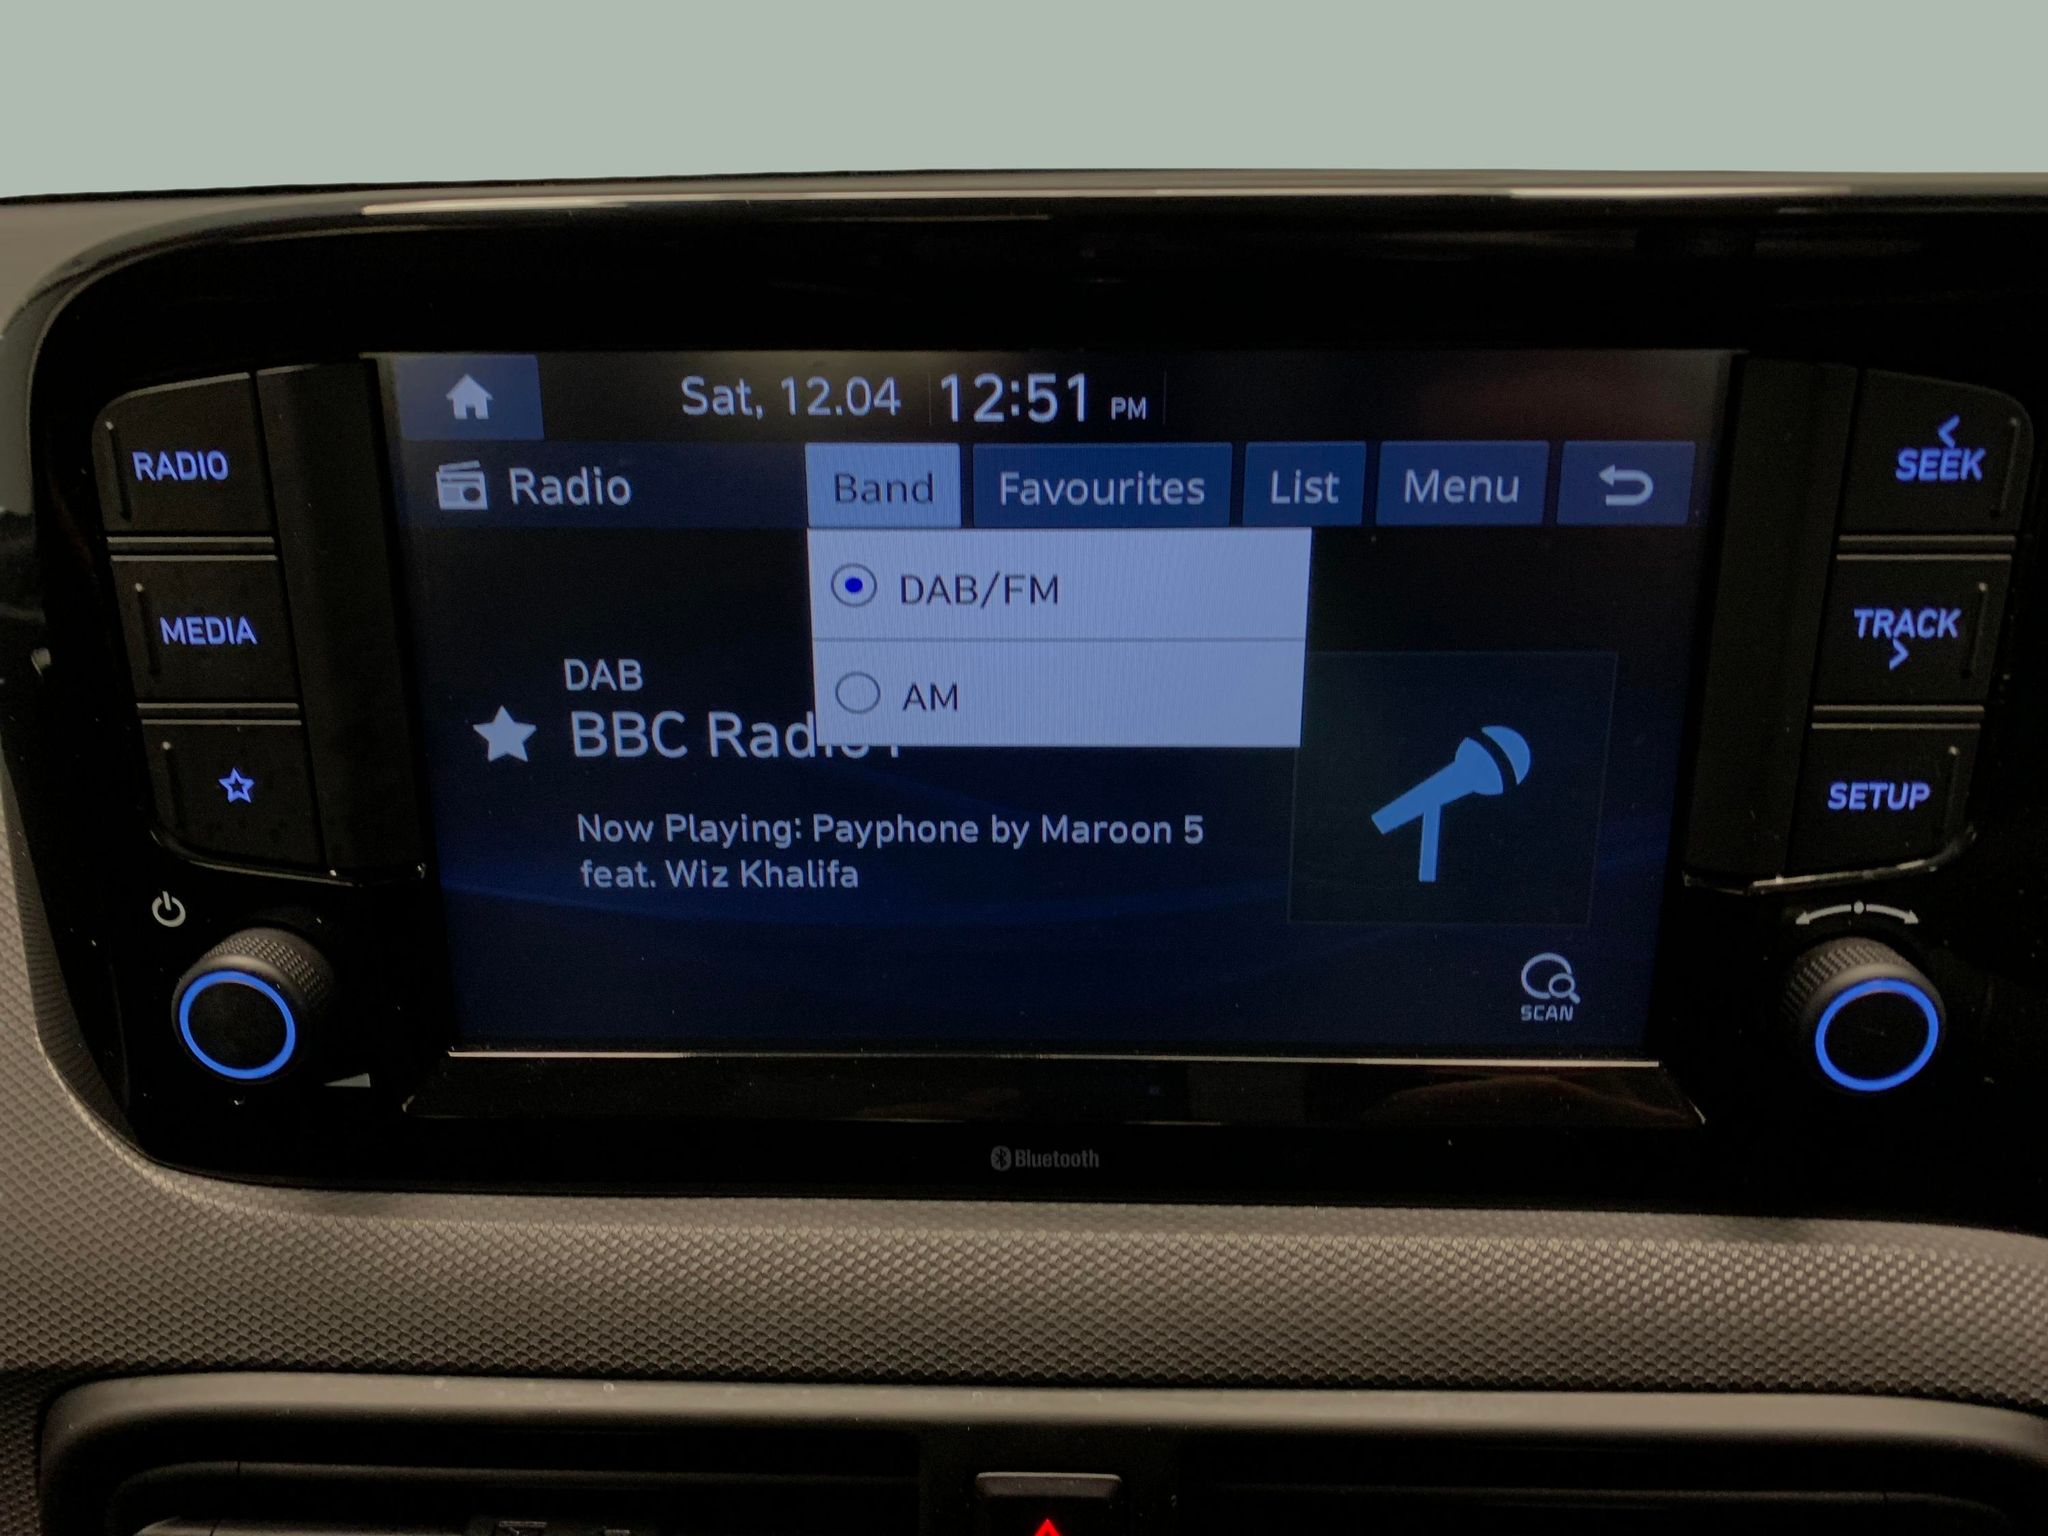 Sat, 12.04 12:51 PM
RADIO
Radio Band Favourites List Menu
< SEEK
DAB/FM
MEDIA
TRACK >
DAB
AM
BBC
Now Playing: Payphone by Maroon 5
feat. Wiz Khalifa
SETUP
SCAN
Bluetooth